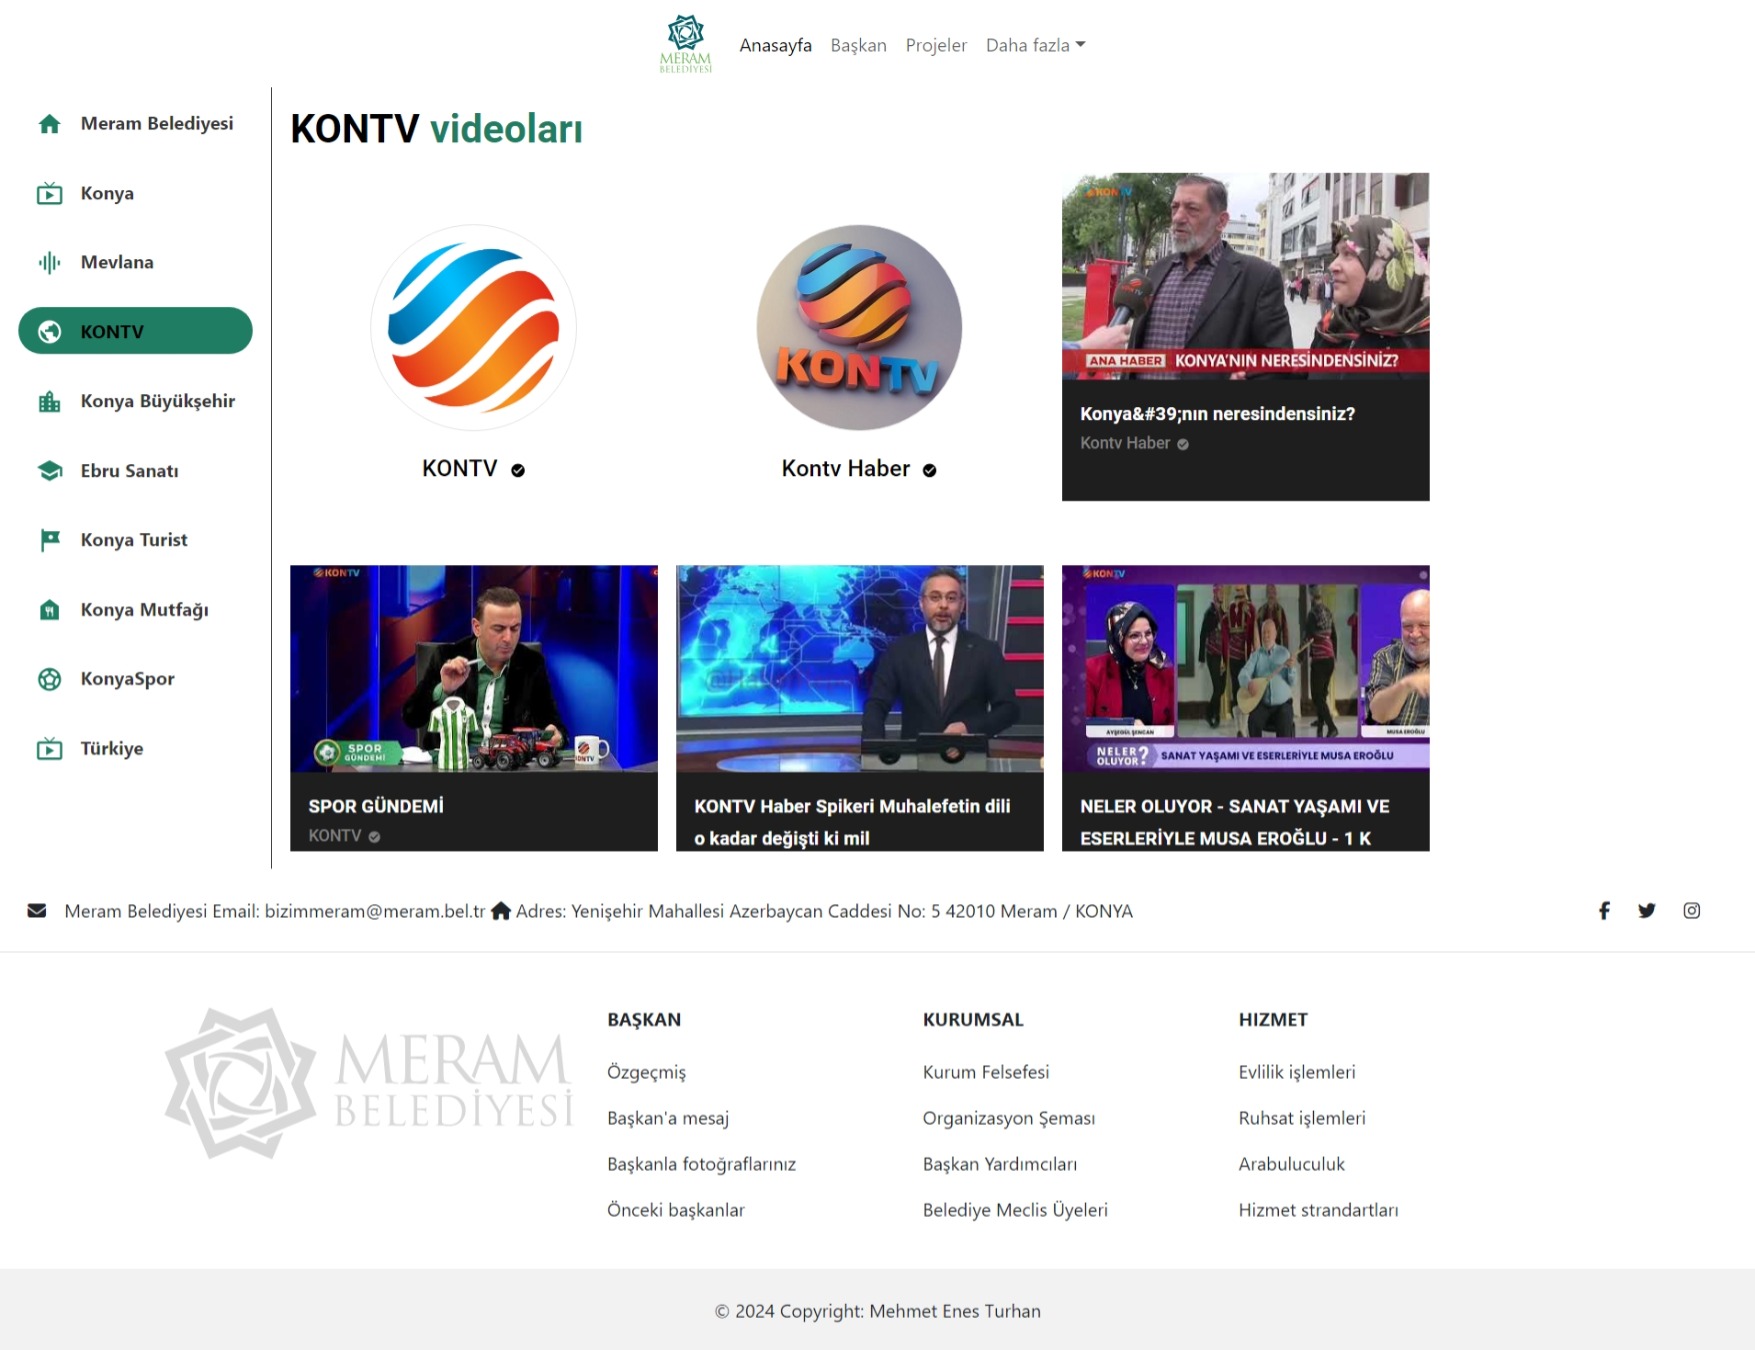 MERAM
BELEDİYESİ
Anasayfa
Başkan
Projeler
Daha fazla
Meram Belediyesi
Konya
Mevlana
KONTV
Konya Büyükşehir
Ebru Sanatı
Konya Turist
Konya Mutfağı
KonyaSpor
Türkiye
KONTV videoları
KONTV
KONTV
Kontv Haber
KONTV
ANA HABER KONYA'NIN NERESİNDENSİNİZ?
Konya&#39;nın neresindensiniz?
Kontv Haber
KONTV
SPOR
GÜNDEMİ
KONTV
SPOR GÜNDEMİ
KONTV
KONTV Haber Spikeri Muhalefetin dili
o kadar değişti ki mil
KONTV
AYŞEGÜL ŞENCAN
MUSA EROĞLU
NELER
OLUYOR?
SANAT YAŞAMI VE ESERLERİYLE MUSA EROĞLU
NELER OLUYOR - SANAT YAŞAMI VE
ESERLERİYLE MUSA EROĞLU - 1 K
Meram Belediyesi Email: bizimmeram@meram.bel.tr Adres: Yenişehir Mahallesi Azerbaycan Caddesi No: 5 42010 Meram / KONYA
MERAM
BELEDİYESİ
BAŞKAN
Özgeçmiş
Başkan'a mesaj
Başkanla fotoğraflarınız
Önceki başkanlar
KURUMSAL
Kurum Felsefesi
Organizasyon Şeması
Başkan Yardımcıları
Belediye Meclis Üyeleri
HIZMET
Evlilik işlemleri
Ruhsat işlemleri
Arabuluculuk
Hizmet strandartları
© 2024 Copyright: Mehmet Enes Turhan